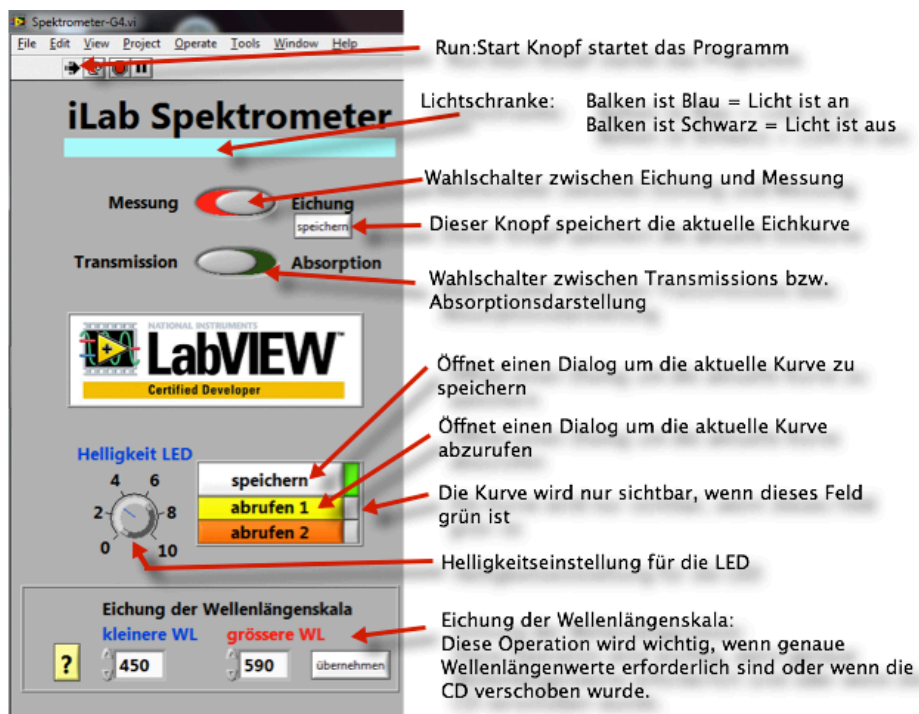 Spektrometer-G4.vi
File Edit View Project Operate Tools Window Help
Run:Start Knopf startet das Programm
iLab Spektrometer
Lichtschranke: Balken ist Blau = Licht ist an
Balken ist Schwarz = Licht ist aus
Messung Eichung
speichern
Wahlschalter zwischen Eichung und Messung
Dieser Knopf speichert die aktuelle Eichkurve
Transmission Absorption
Wahlschalter zwischen Transmissions bzw.
Absorptionsdarstellung
NATIONAL INSTRUMENTS
LabVIEW™
Certified Developer
Öffnet einen Dialog um die aktuelle Kurve zu
speichern
Öffnet einen Dialog um die aktuelle Kurve
abzurufen
Helligkeit LED
0 2 4 6 8 10
speichern
abrufen 1
abrufen 2
Die Kurve wird nur sichtbar, wenn dieses Feld
grün ist
Helligkeitseinstellung für die LED
Eichung der Wellenlängenskala
kleinere WL grössere WL
? 450 590 übernehmen
Eichung der Wellenlängenskala:
Diese Operation wird wichtig, wenn genaue
Wellenlängenwerte erforderlich sind oder wenn die
CD verschoben wurde.